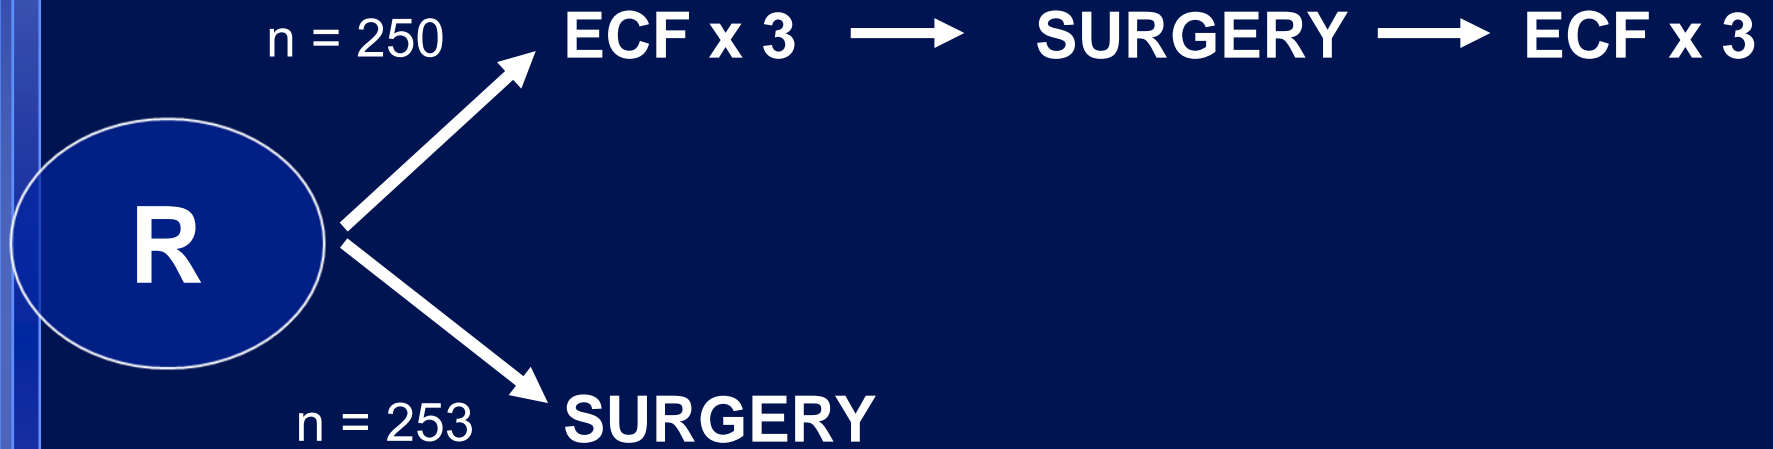 n = 250 ECF x 3 SURGERY ECF x 3
R
n = 253 SURGERY